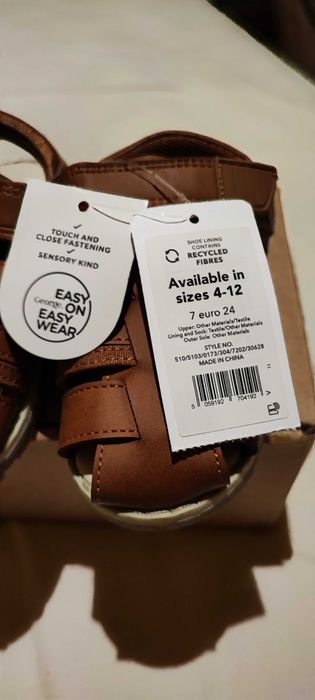 TOUCH AND
CLOSE FASTENING
SENSORY KIND
George.
EASY
ON
EASY
WEAR
SHOE LINING
CONTAINS
RECYCLED
FIBRES
Available in
sizes 4-12
7 euro 24
Upper: Other Materials/Textile
Lining and Sock: Textile/Other Materials
Outer Sole: Other Materials
STYLE NO.
510/5103/0173/304/7202/30628
MADE IN CHINA
5 059192 704192 >